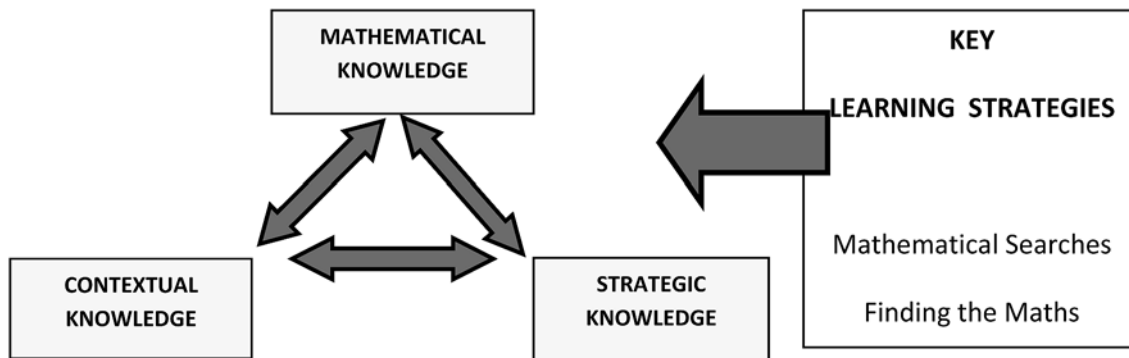 MATHEMATICAL
KNOWLEDGE
CONTEXTUAL
KNOWLEDGE
STRATEGIC
KNOWLEDGE
KEY
LEARNING STRATEGIES
Mathematical Searches
Finding the Maths